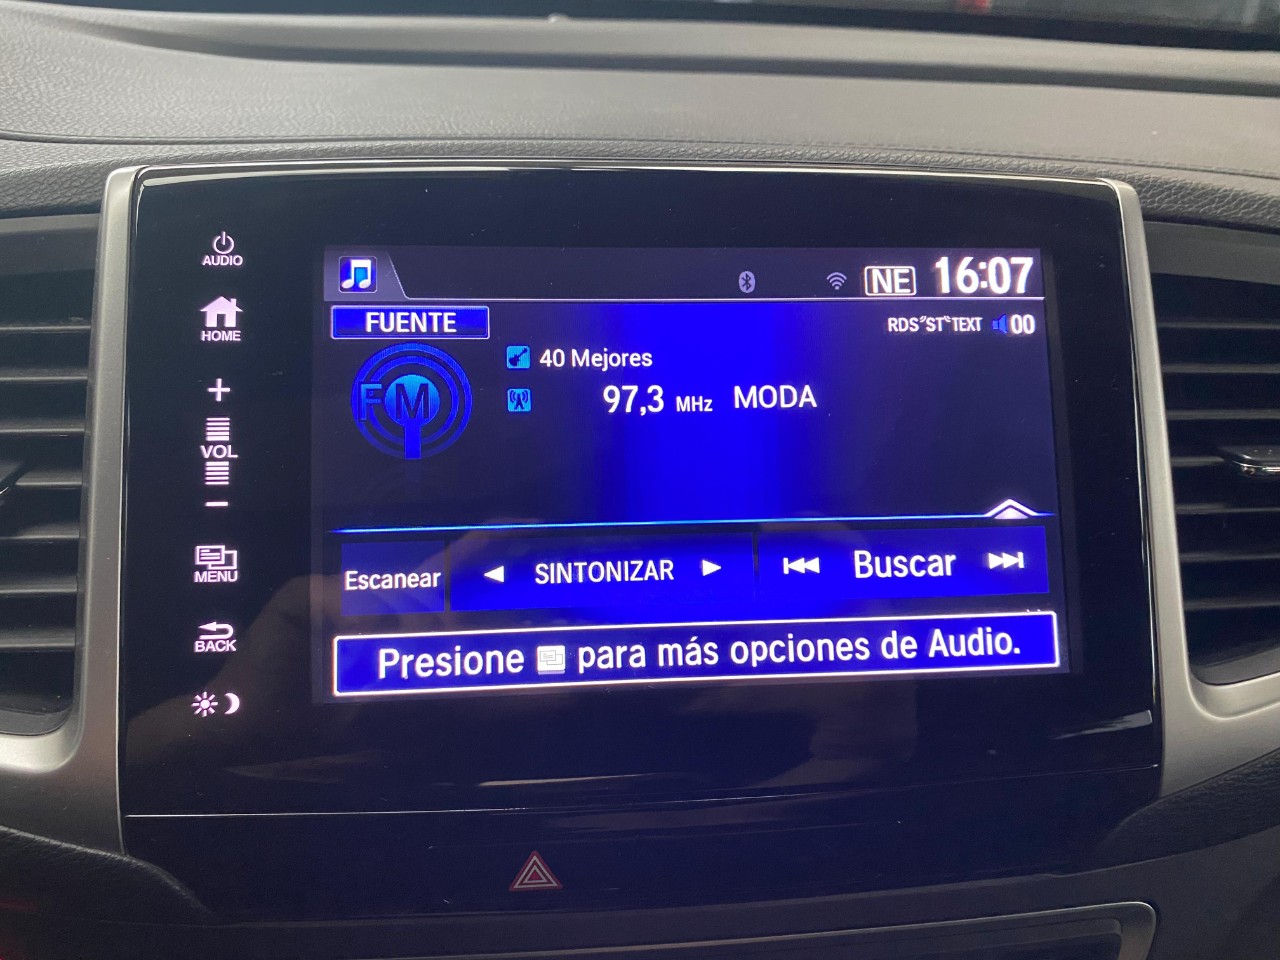 AUDIO
HOME
+
VOL
−
MENU
BACK
NE 16:07
FUENTE
RDS ST TEXT 00
FM
40 Mejores
97,3 MHz MODA
Escanear
SINTONIZAR
Buscar
Presione para más opciones de Audio.